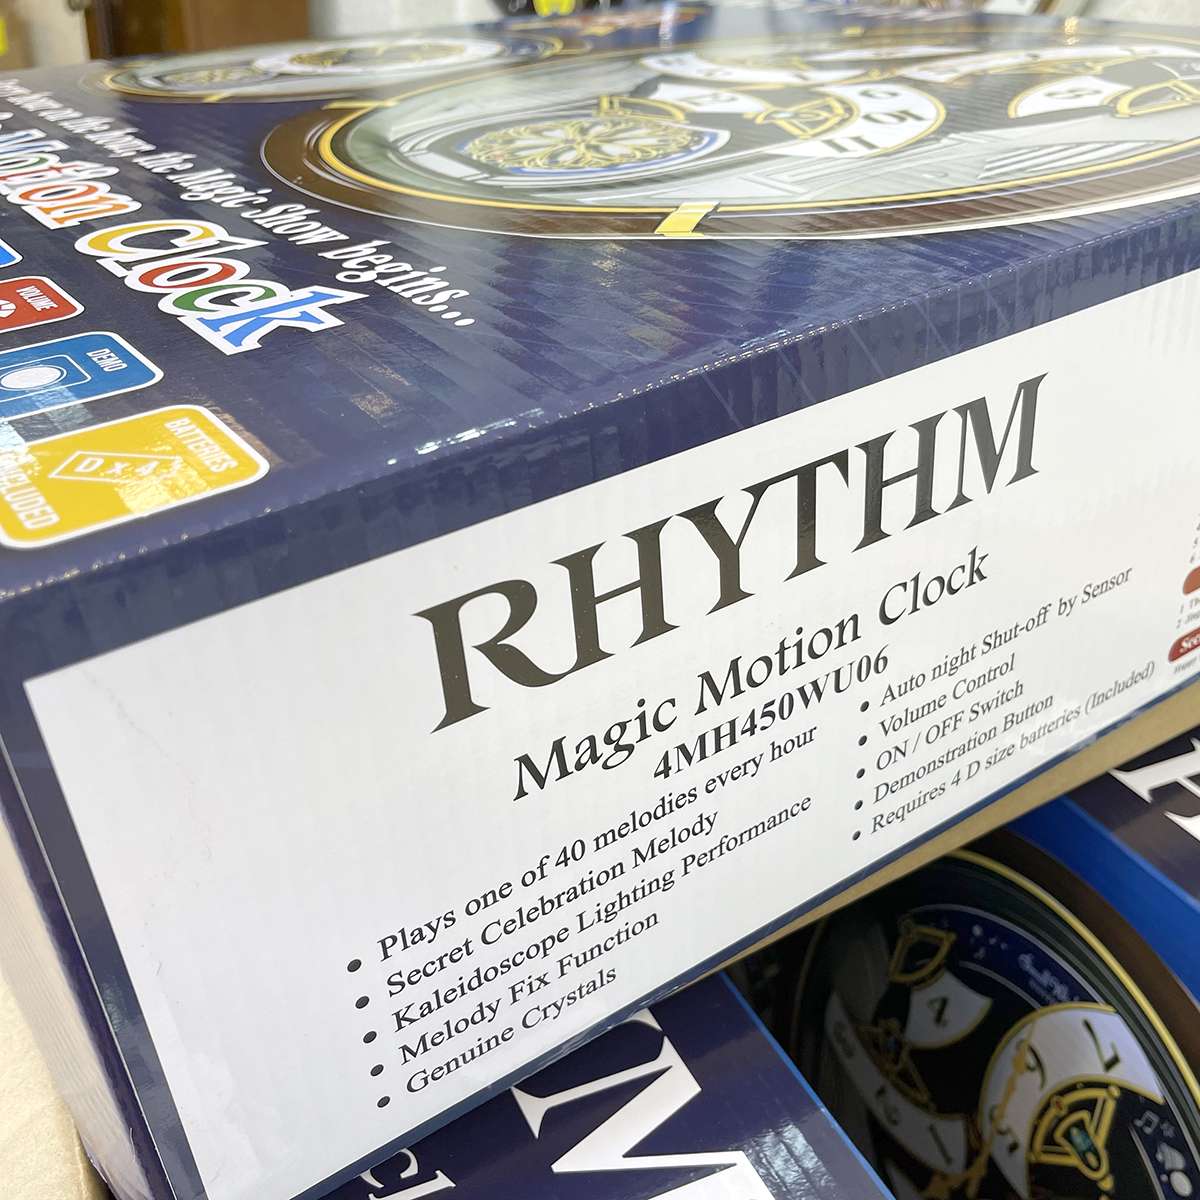 the Magic Show begins...
Motion Clock
VOLUME
DEMO
BATTERIES
D x 4
RHYTHM
Magic Motion Clock
4MH450WU06
• Plays one of 40 melodies every hour
• Secret Celebration Melody
• Kaleidoscope Lighting Performance
• Melody Fix Function
• Genuine Crystals
• Auto night Shut-off by Sensor
• Volume Control
• ON / OFF Switch
• Demonstration Button
• Requires 4 D size batteries (Included)